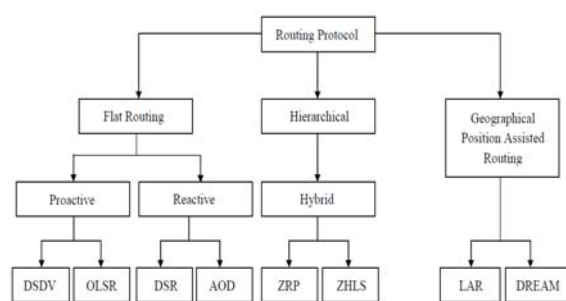 Routing Protocol
Flat Routing
Hierarchical
Geographical
Position Assisted
Routing
Proactive
Reactive
Hybrid
DSDV
OLSR
DSR
AOD
ZRP
ZHLS
LAR
DREAM